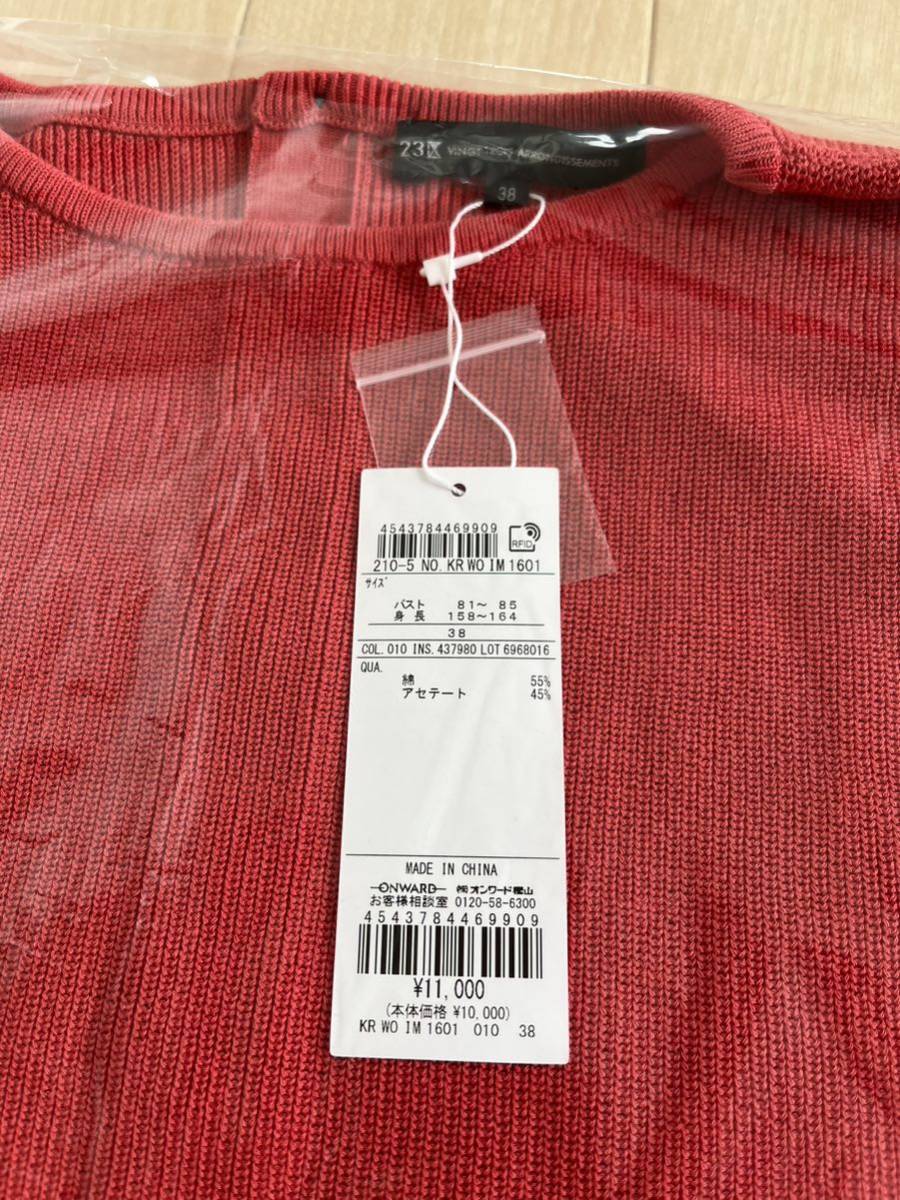 23区 VINGT TROIS ARRONDISSEMENTS
38
4543784469909
RFID
210-5 NO. KR WO IM 1601
サイズ
バスト 81～ 85
身長 158～164
38
COL. 010 INS. 437980 LOT 6968016
QUA.
綿 55%
アセテート 45%
MADE IN CHINA
ONWARD ㈱オンワード樫山
お客様相談室 0120-58-6300
4543784469909
¥11,000
(本体価格 ¥10,000)
KR WO IM 1601 010 38